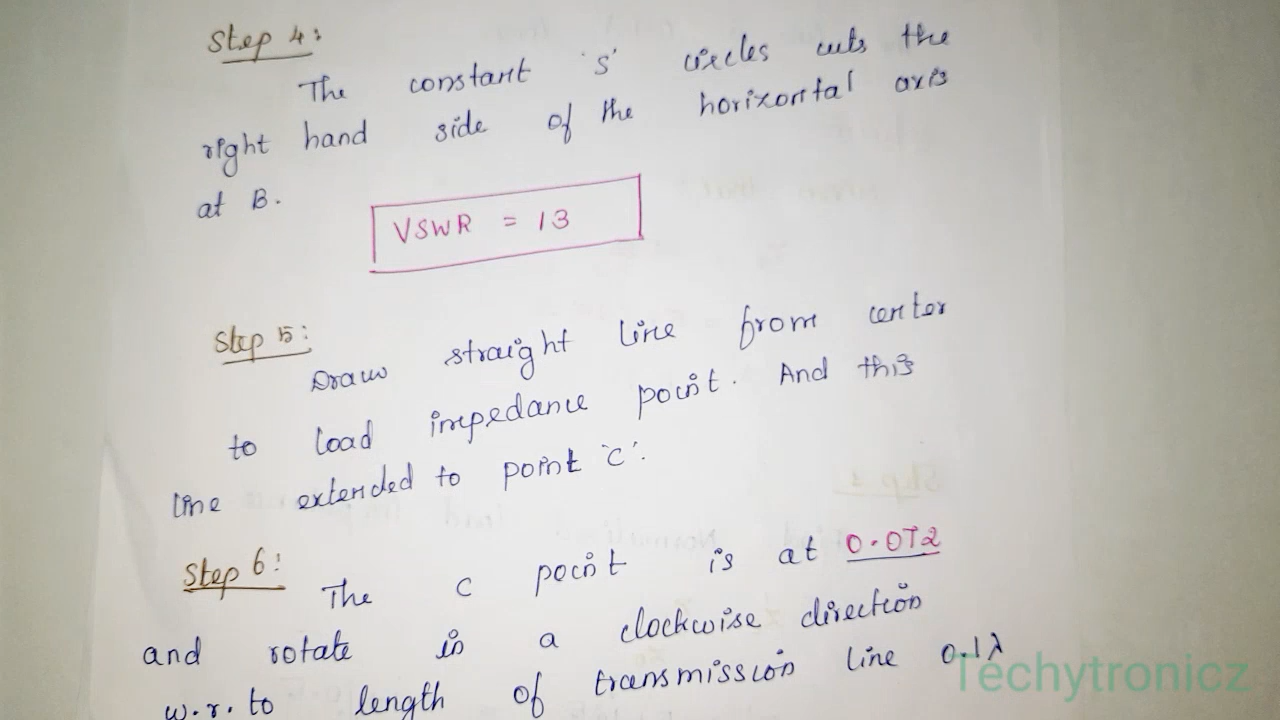 Step 4:
The constant 's' circles cuts the
right hand side of the horizontal axis
at B.
VSWR = 13
Step 5:
Draw straight line from center
to load impedance point. And this
line extended to point 'c'.
Step 6:
The c point is at 0.072
and rotate in a clockwise direction
w.r.to length of transmission line 0.1λ
Techytronicz